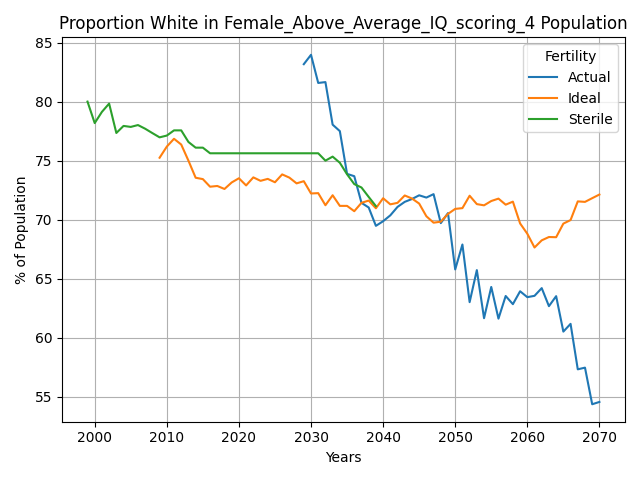 Proportion White in Female_Above_Average_IQ_scoring_4 Population
Fertility
Actual
Ideal
Sterile
% of Population
85
80
75
70
65
60
55
2000 2010 2020 2030 2040 2050 2060 2070
Years